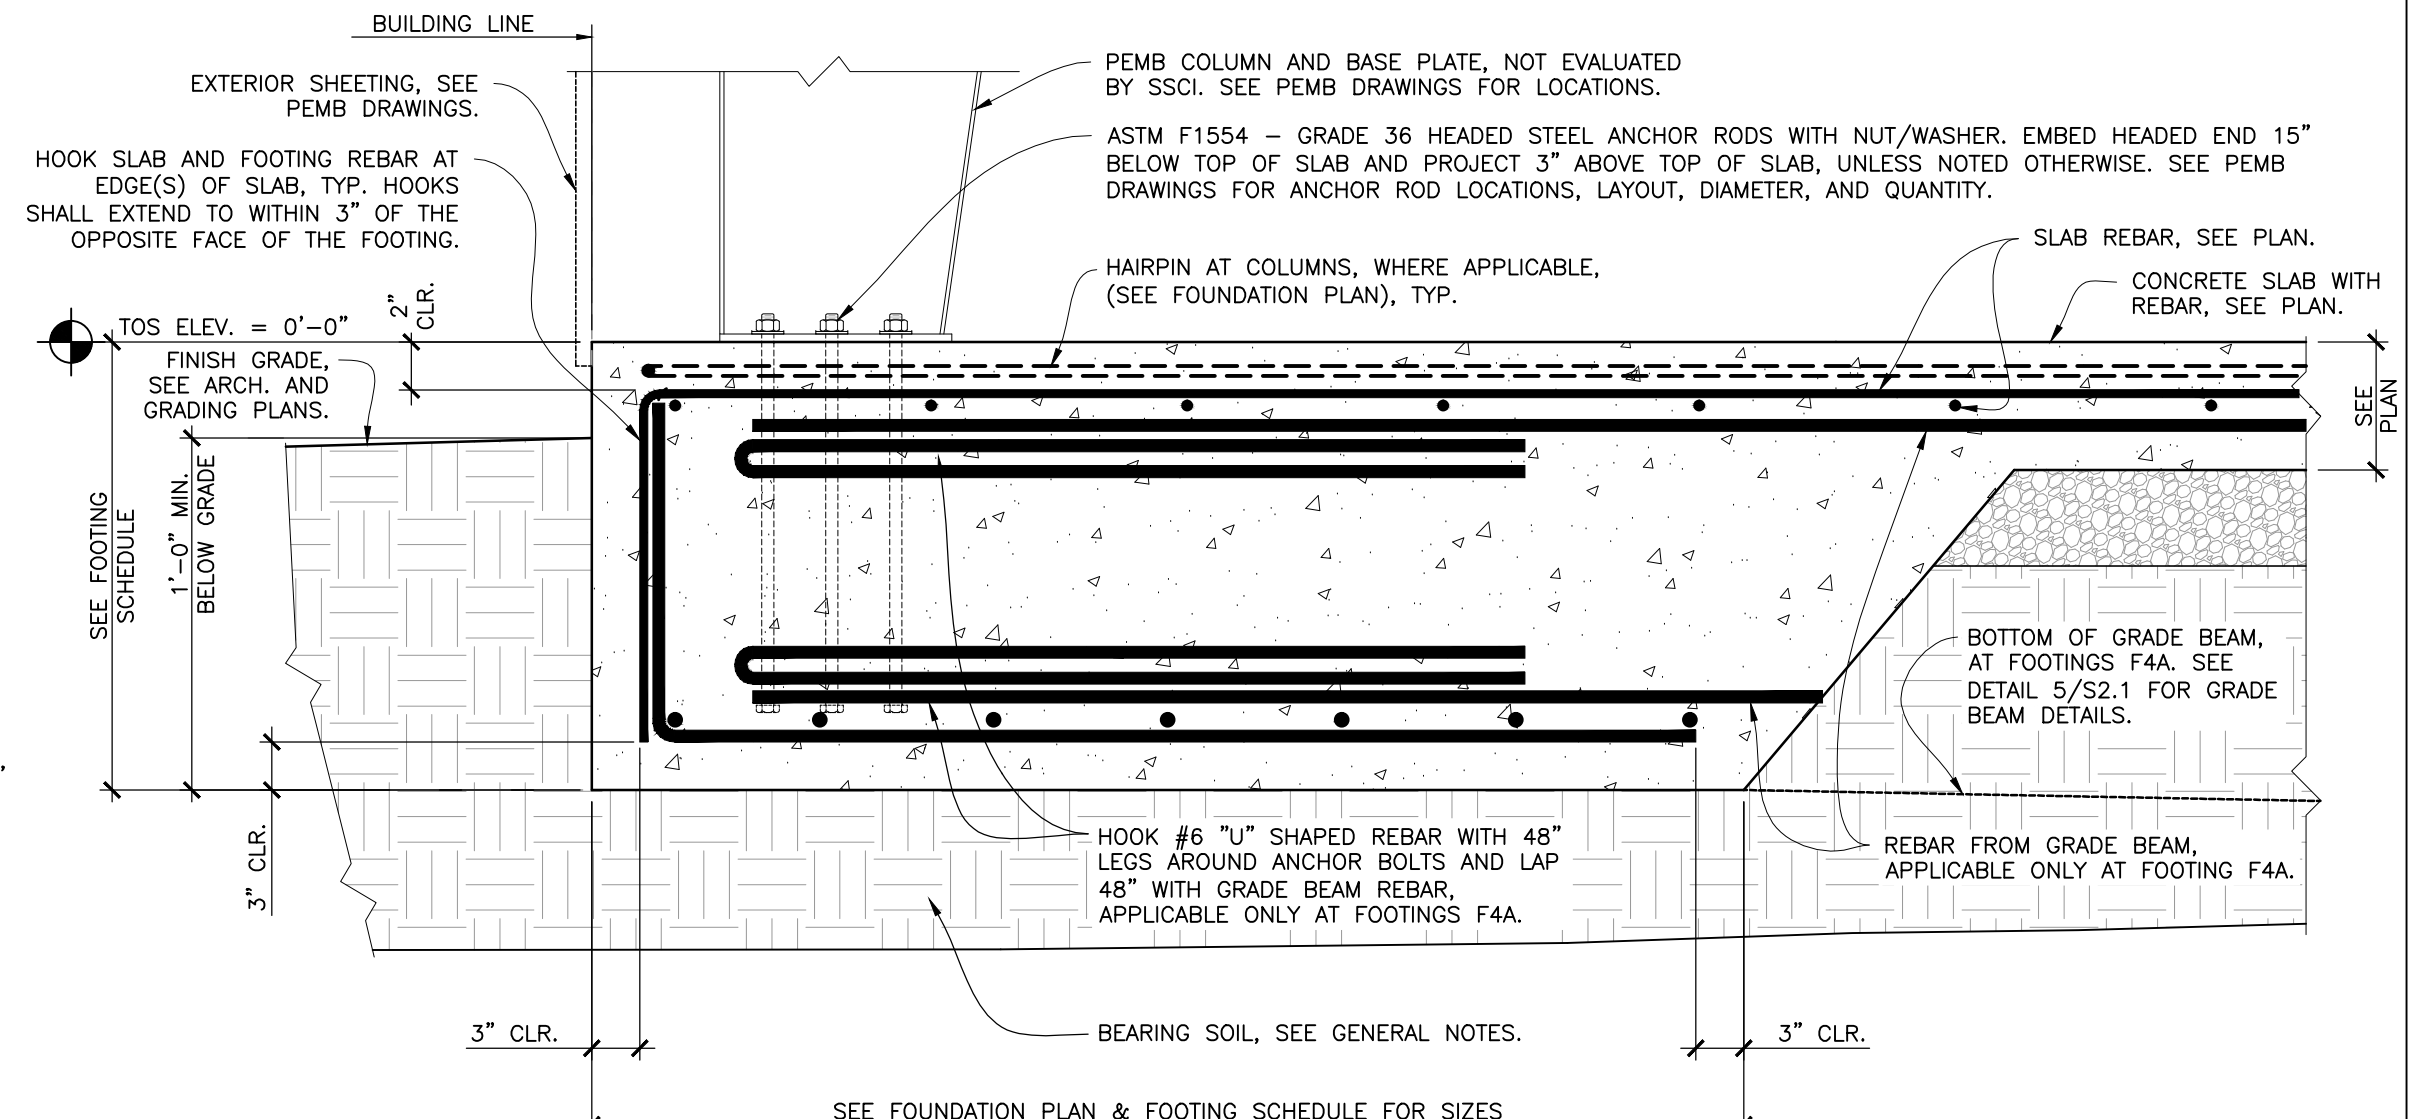 BUILDING LINE
EXTERIOR SHEETING, SEE
PEMB DRAWINGS.
HOOK SLAB AND FOOTING REBAR AT
EDGE(S) OF SLAB, TYP. HOOKS
SHALL EXTEND TO WITHIN 3" OF THE
OPPOSITE FACE OF THE FOOTING.
PEMB COLUMN AND BASE PLATE, NOT EVALUATED
BY SSCI. SEE PEMB DRAWINGS FOR LOCATIONS.
ASTM F1554 – GRADE 36 HEADED STEEL ANCHOR RODS WITH NUT/WASHER. EMBED HEADED END 15"
BELOW TOP OF SLAB AND PROJECT 3" ABOVE TOP OF SLAB, UNLESS NOTED OTHERWISE. SEE PEMB
DRAWINGS FOR ANCHOR ROD LOCATIONS, LAYOUT, DIAMETER, AND QUANTITY.
SLAB REBAR, SEE PLAN.
HAIRPIN AT COLUMNS, WHERE APPLICABLE,
(SEE FOUNDATION PLAN), TYP.
CONCRETE SLAB WITH
REBAR, SEE PLAN.
2"
CLR.
TOS ELEV. = 0'-0"
FINISH GRADE,
SEE ARCH. AND
GRADING PLANS.
SEE
PLAN
SEE FOOTING
SCHEDULE
1'-0" MIN.
BELOW GRADE
BOTTOM OF GRADE BEAM,
AT FOOTINGS F4A. SEE
DETAIL 5/S2.1 FOR GRADE
BEAM DETAILS.
3" CLR.
HOOK #6 "U" SHAPED REBAR WITH 48"
LEGS AROUND ANCHOR BOLTS AND LAP
48" WITH GRADE BEAM REBAR,
APPLICABLE ONLY AT FOOTINGS F4A.
REBAR FROM GRADE BEAM,
APPLICABLE ONLY AT FOOTING F4A.
3" CLR.
BEARING SOIL, SEE GENERAL NOTES.
3" CLR.
SEE FOUNDATION PLAN & FOOTING SCHEDULE FOR SIZES